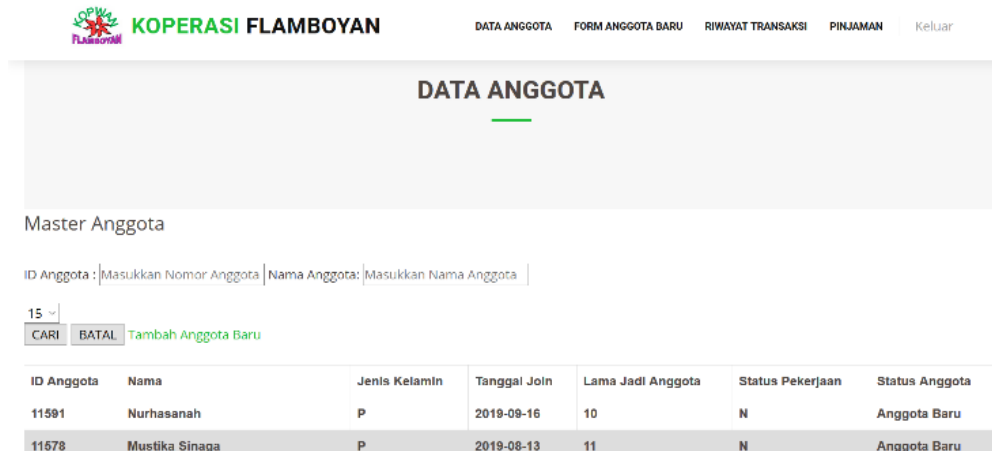 KOPWAN
FLAMBOYAN
KOPERASI FLAMBOYAN
DATA ANGGOTA FORM ANGGOTA BARU RIWAYAT TRANSAKSI PINJAMAN Keluar
DATA ANGGOTA
Master Anggota
ID Anggota : Masukkan Nomor Anggota Nama Anggota: Masukkan Nama Anggota
15
CARI BATAL Tambah Anggota Baru
ID Anggota Nama Jenis Kelamin Tanggal Join Lama Jadi Anggota Status Pekerjaan Status Anggota
11591 Nurhasanah P 2019-09-16 10 N Anggota Baru
11578 Mustika Sinaga P 2019-08-13 11 N Anggota Baru